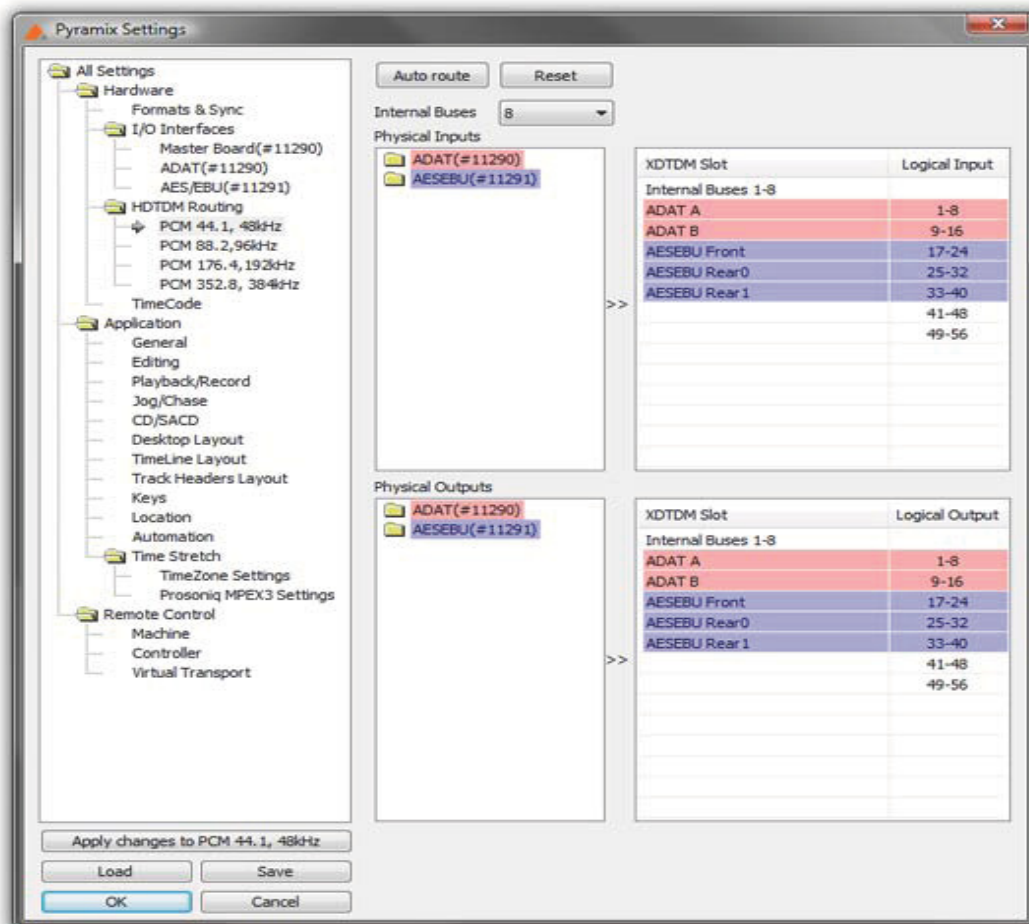 Pyramix Settings
All Settings
Hardware
Formats & Sync
I/O Interfaces
Master Board(#11290)
ADAT(#11290)
AES/EBU(#11291)
HDTDM Routing
PCM 44.1, 48kHz
PCM 88.2,96kHz
PCM 176.4,192kHz
PCM 352.8, 384kHz
TimeCode
Application
General
Editing
Playback/Record
Jog/Chase
CD/SACD
Desktop Layout
TimeLine Layout
Track Headers Layout
Keys
Location
Automation
Time Stretch
TimeZone Settings
Prosoniq MPEX3 Settings
Remote Control
Machine
Controller
Virtual Transport
Apply changes to PCM 44.1, 48kHz
Load Save
OK Cancel
Auto route Reset
Internal Buses 8
Physical Inputs
ADAT(#11290)
AESEBU(#11291)
>>
XDTDM Slot Logical Input
Internal Buses 1-8
ADAT A 1-8
ADAT B 9-16
AESEBU Front 17-24
AESEBU Rear0 25-32
AESEBU Rear1 33-40
41-48
49-56
Physical Outputs
ADAT(#11290)
AESEBU(#11291)
>>
XDTDM Slot Logical Output
Internal Buses 1-8
ADAT A 1-8
ADAT B 9-16
AESEBU Front 17-24
AESEBU Rear0 25-32
AESEBU Rear1 33-40
41-48
49-56